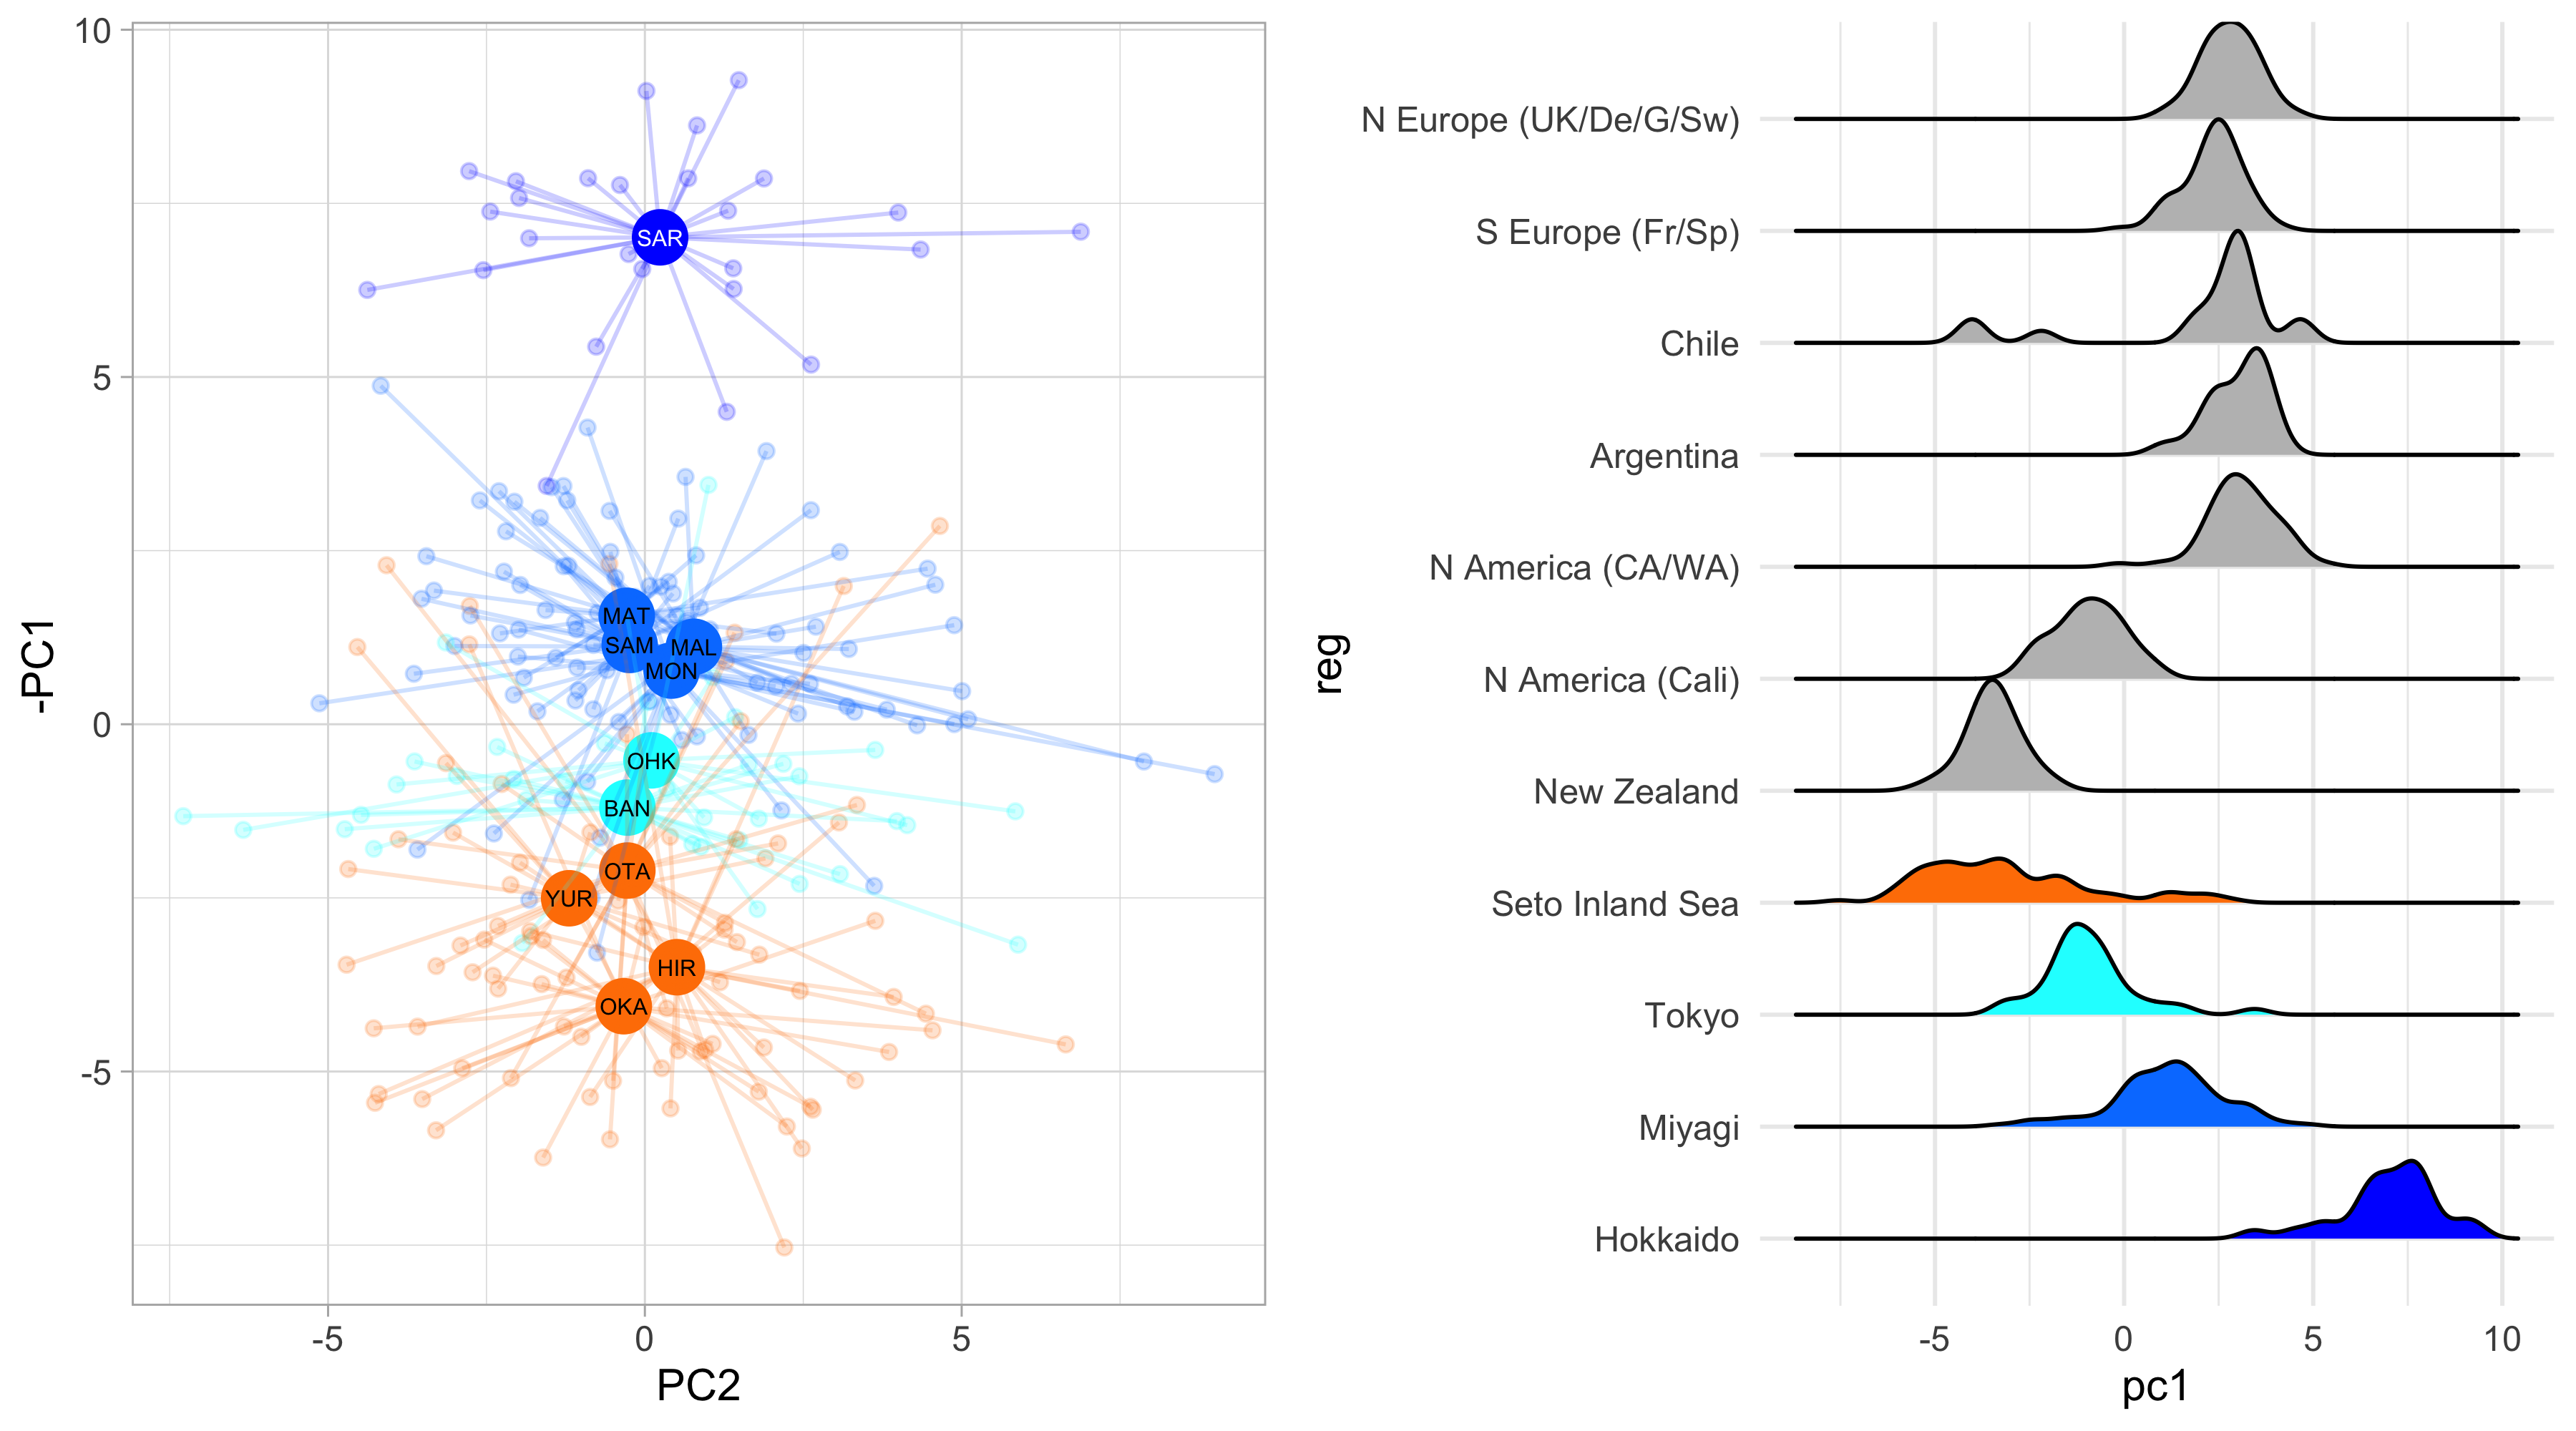 10
5
0
-5
-PC1
SAR
MAT
SAM
MAL
MON
OHK
BAN
OTA
YUR
HIR
OKA
-5
0
5
PC2
reg
N Europe (UK/De/G/Sw)
S Europe (Fr/Sp)
Chile
Argentina
N America (CA/WA)
N America (Cali)
New Zealand
Seto Inland Sea
Tokyo
Miyagi
Hokkaido
-5
0
5
10
pc1